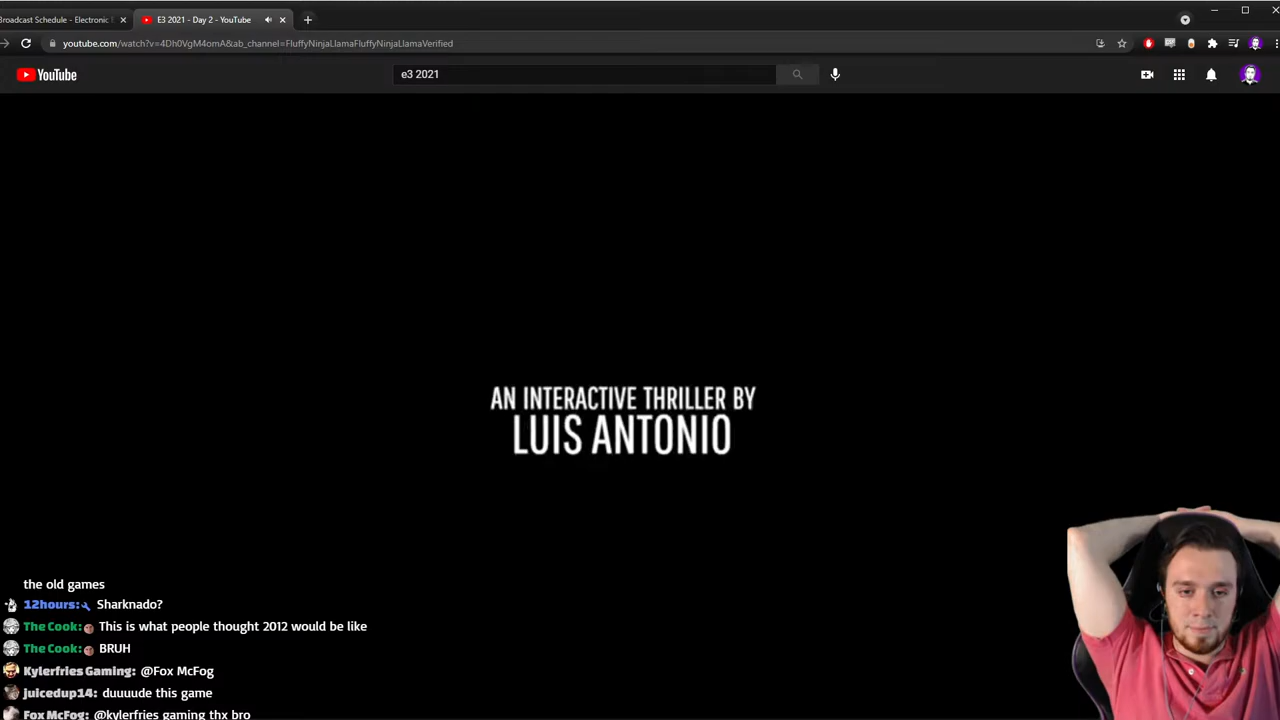 Broadcast Schedule - Electronic E
E3 2021 - Day 2 - YouTube
youtube.com/watch?v=4Dh0VgM4omA&ab_channel=FluffyNinjaLlamaFluffyNinjaLlamaVerified
YouTube
e3 2021
AN INTERACTIVE THRILLER BY
LUIS ANTONIO
the old games
12hours: Sharknado?
The Cook: This is what people thought 2012 would be like
The Cook: BRUH
Kylerfries Gaming: @Fox McFog
juicedup14: duuuude this game
Fox McFog: @kylerfries gaming thx bro